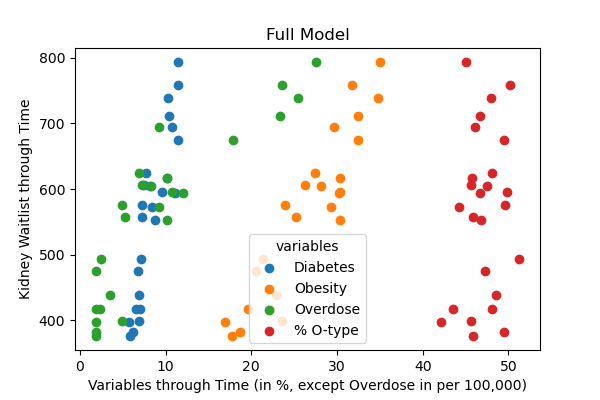 Full Model
800
700
600
500
400
Kidney Waitlist through Time
variables
Diabetes
Obesity
Overdose
% O-type
0 10 20 30 40 50
Variables through Time (in %, except Overdose in per 100,000)